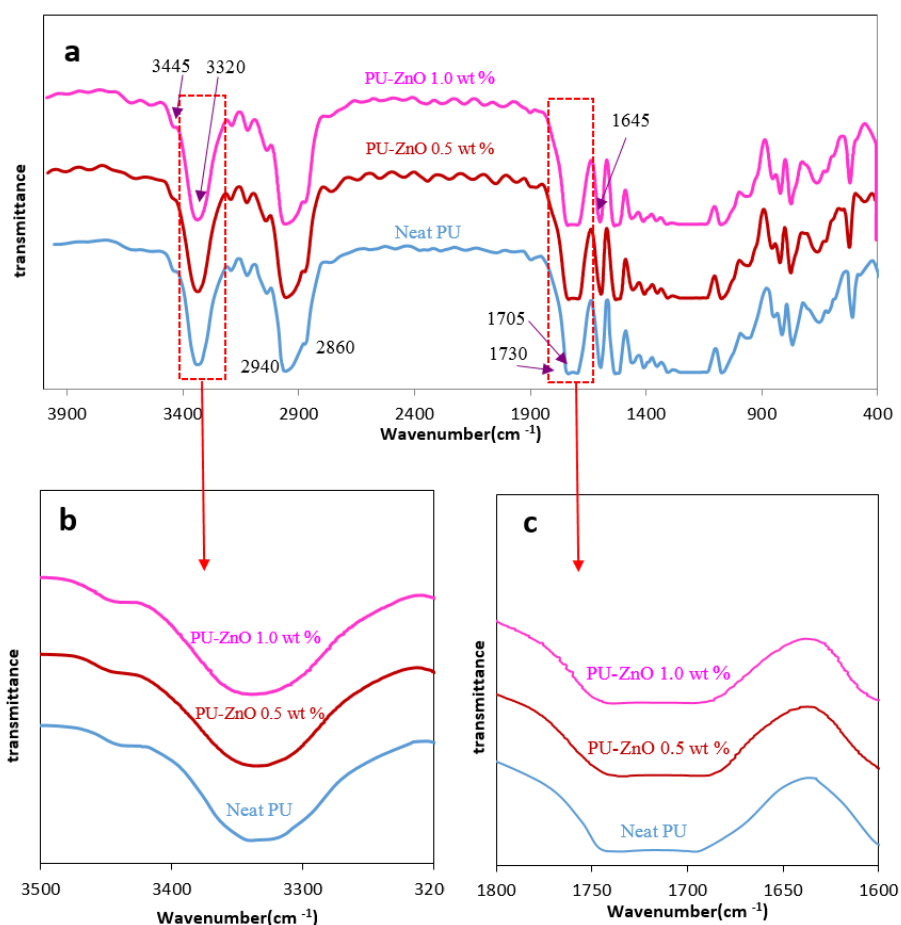 a
3445
3320
PU-ZnO 1.0 wt %
1645
PU-ZnO 0.5 wt %
Neat PU
transmittance
1705
1730
2940
2860
3900 3400 2900 2400 1900 1400 900 400
Wavenumber(cm -1)
b
PU-ZnO 1.0 wt %
PU-ZnO 0.5 wt %
Neat PU
transmittance
3500 3400 3300 3200
Wavenumber(cm -1)
c
PU-ZnO 1.0 wt %
PU-ZnO 0.5 wt %
Neat PU
transmittance
1800 1750 1700 1650 1600
Wavenumber(cm -1)